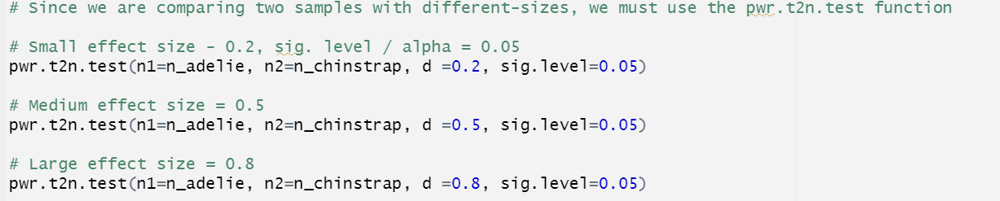 # Since we are comparing two samples with different-sizes, we must use the pwr.t2n.test function
# Small effect size - 0.2, sig. level / alpha = 0.05
pwr.t2n.test(n1=n_adelie, n2=n_chinstrap, d =0.2, sig.level=0.05)
# Medium effect size = 0.5
pwr.t2n.test(n1=n_adelie, n2=n_chinstrap, d =0.5, sig.level=0.05)
# Large effect size = 0.8
pwr.t2n.test(n1=n_adelie, n2=n_chinstrap, d =0.8, sig.level=0.05)